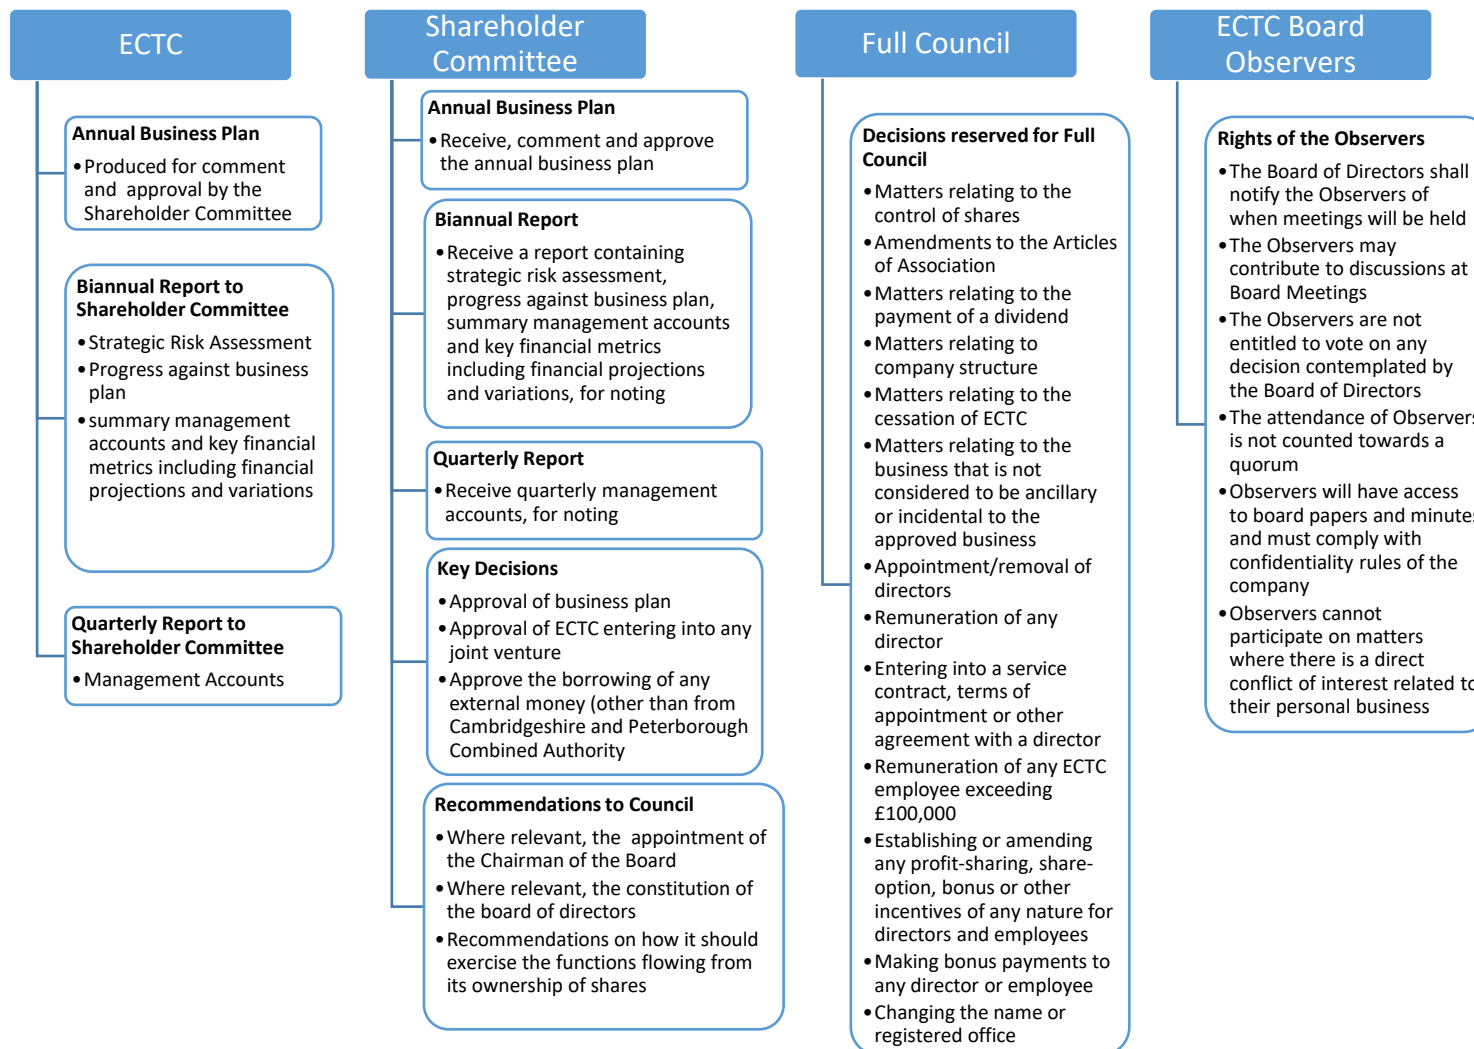 ECTC
Annual Business Plan
•Produced for comment
and  approval by the
Shareholder Committee
Biannual Report to
Shareholder Committee
•Strategic Risk Assessment
•Progress against business
plan
•summary management
accounts and key financial
metrics including financial
projections and variations
Quarterly Report to
Shareholder Committee
•Management Accounts
Shareholder
Committee
Annual Business Plan
•Receive, comment and approve
the annual business plan
Biannual Report
•Receive a report containing
strategic risk assessment,
progress against business plan,
summary management accounts
and key financial metrics
including financial projections
and variations, for noting
Quarterly Report
•Receive quarterly management
accounts, for noting
Key Decisions
•Approval of business plan
•Approval of ECTC entering into any
joint venture
•Approve the borrowing of any
external money (other than from
Cambridgeshire and Peterborough
Combined Authority
Recommendations to Council
•Where relevant, the  appointment of
the Chairman of the Board
•Where relevant, the constitution of
the board of directors
•Recommendations on how it should
exercise the functions flowing from
its ownership of shares
Full Council
Decisions reserved for Full
Council
•Matters relating to the
control of shares
•Amendments to the Articles
of Association
•Matters relating to the
payment of a dividend
•Matters relating to
company structure
•Matters relating to the
cessation of ECTC
•Matters relating to the
business that is not
considered to be ancillary
or incidental to the
approved business
•Appointment/removal of
directors
•Remuneration of any
director
•Entering into a service
contract, terms of
appointment or other
agreement with a director
•Remuneration of any ECTC
employee exceeding
£100,000
•Establishing or amending
any profit-sharing, share-
option, bonus or other
incentives of any nature for
directors and employees
•Making bonus payments to
any director or employee
•Changing the name or
registered office
ECTC Board
Observers
Rights of the Observers
•The Board of Directors shall
notify the Observers of
when meetings will be held
•The Observers may
contribute to discussions at
Board Meetings
•The Observers are not
entitled to vote on any
decision contemplated by
the Board of Directors
•The attendance of Observers
is not counted towards a
quorum
•Observers will have access
to board papers and minutes
and must comply with
confidentiality rules of the
company
•Observers cannot
participate on matters
where there is a direct
conflict of interest related to
their personal business